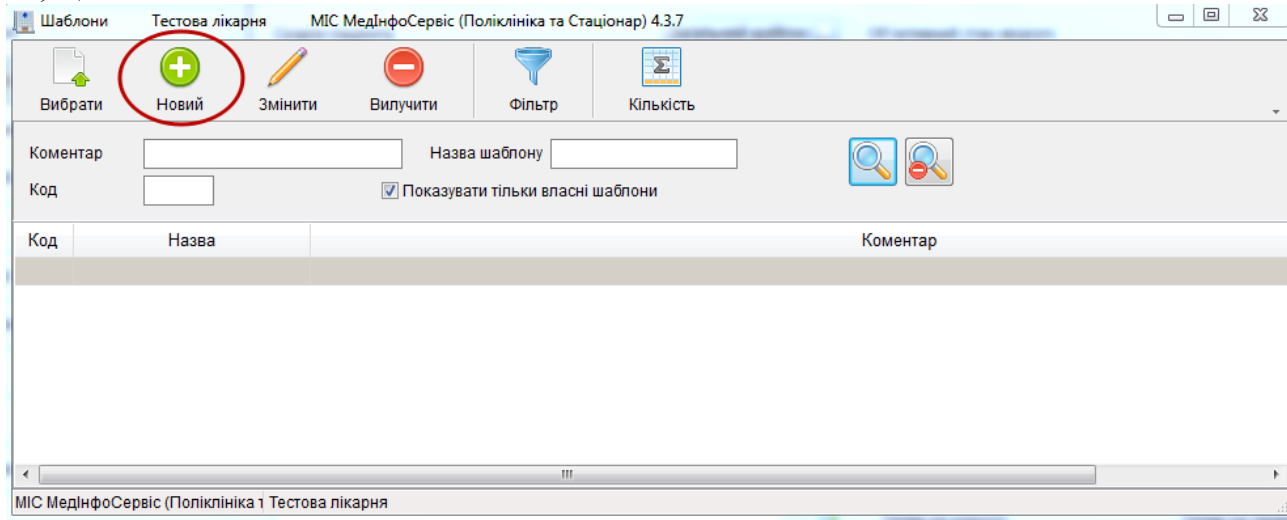 Шаблони Тестова лікарня МІС МедІнфоСервіс (Поліклініка та Стаціонар) 4.3.7
Вибрати Новий Змінити Вилучити Фільтр Кількість
Коментар Назва шаблону
Код Показувати тільки власні шаблони
Код Назва Коментар
МІС МедІнфоСервіс (Поліклініка т Тестова лікарня